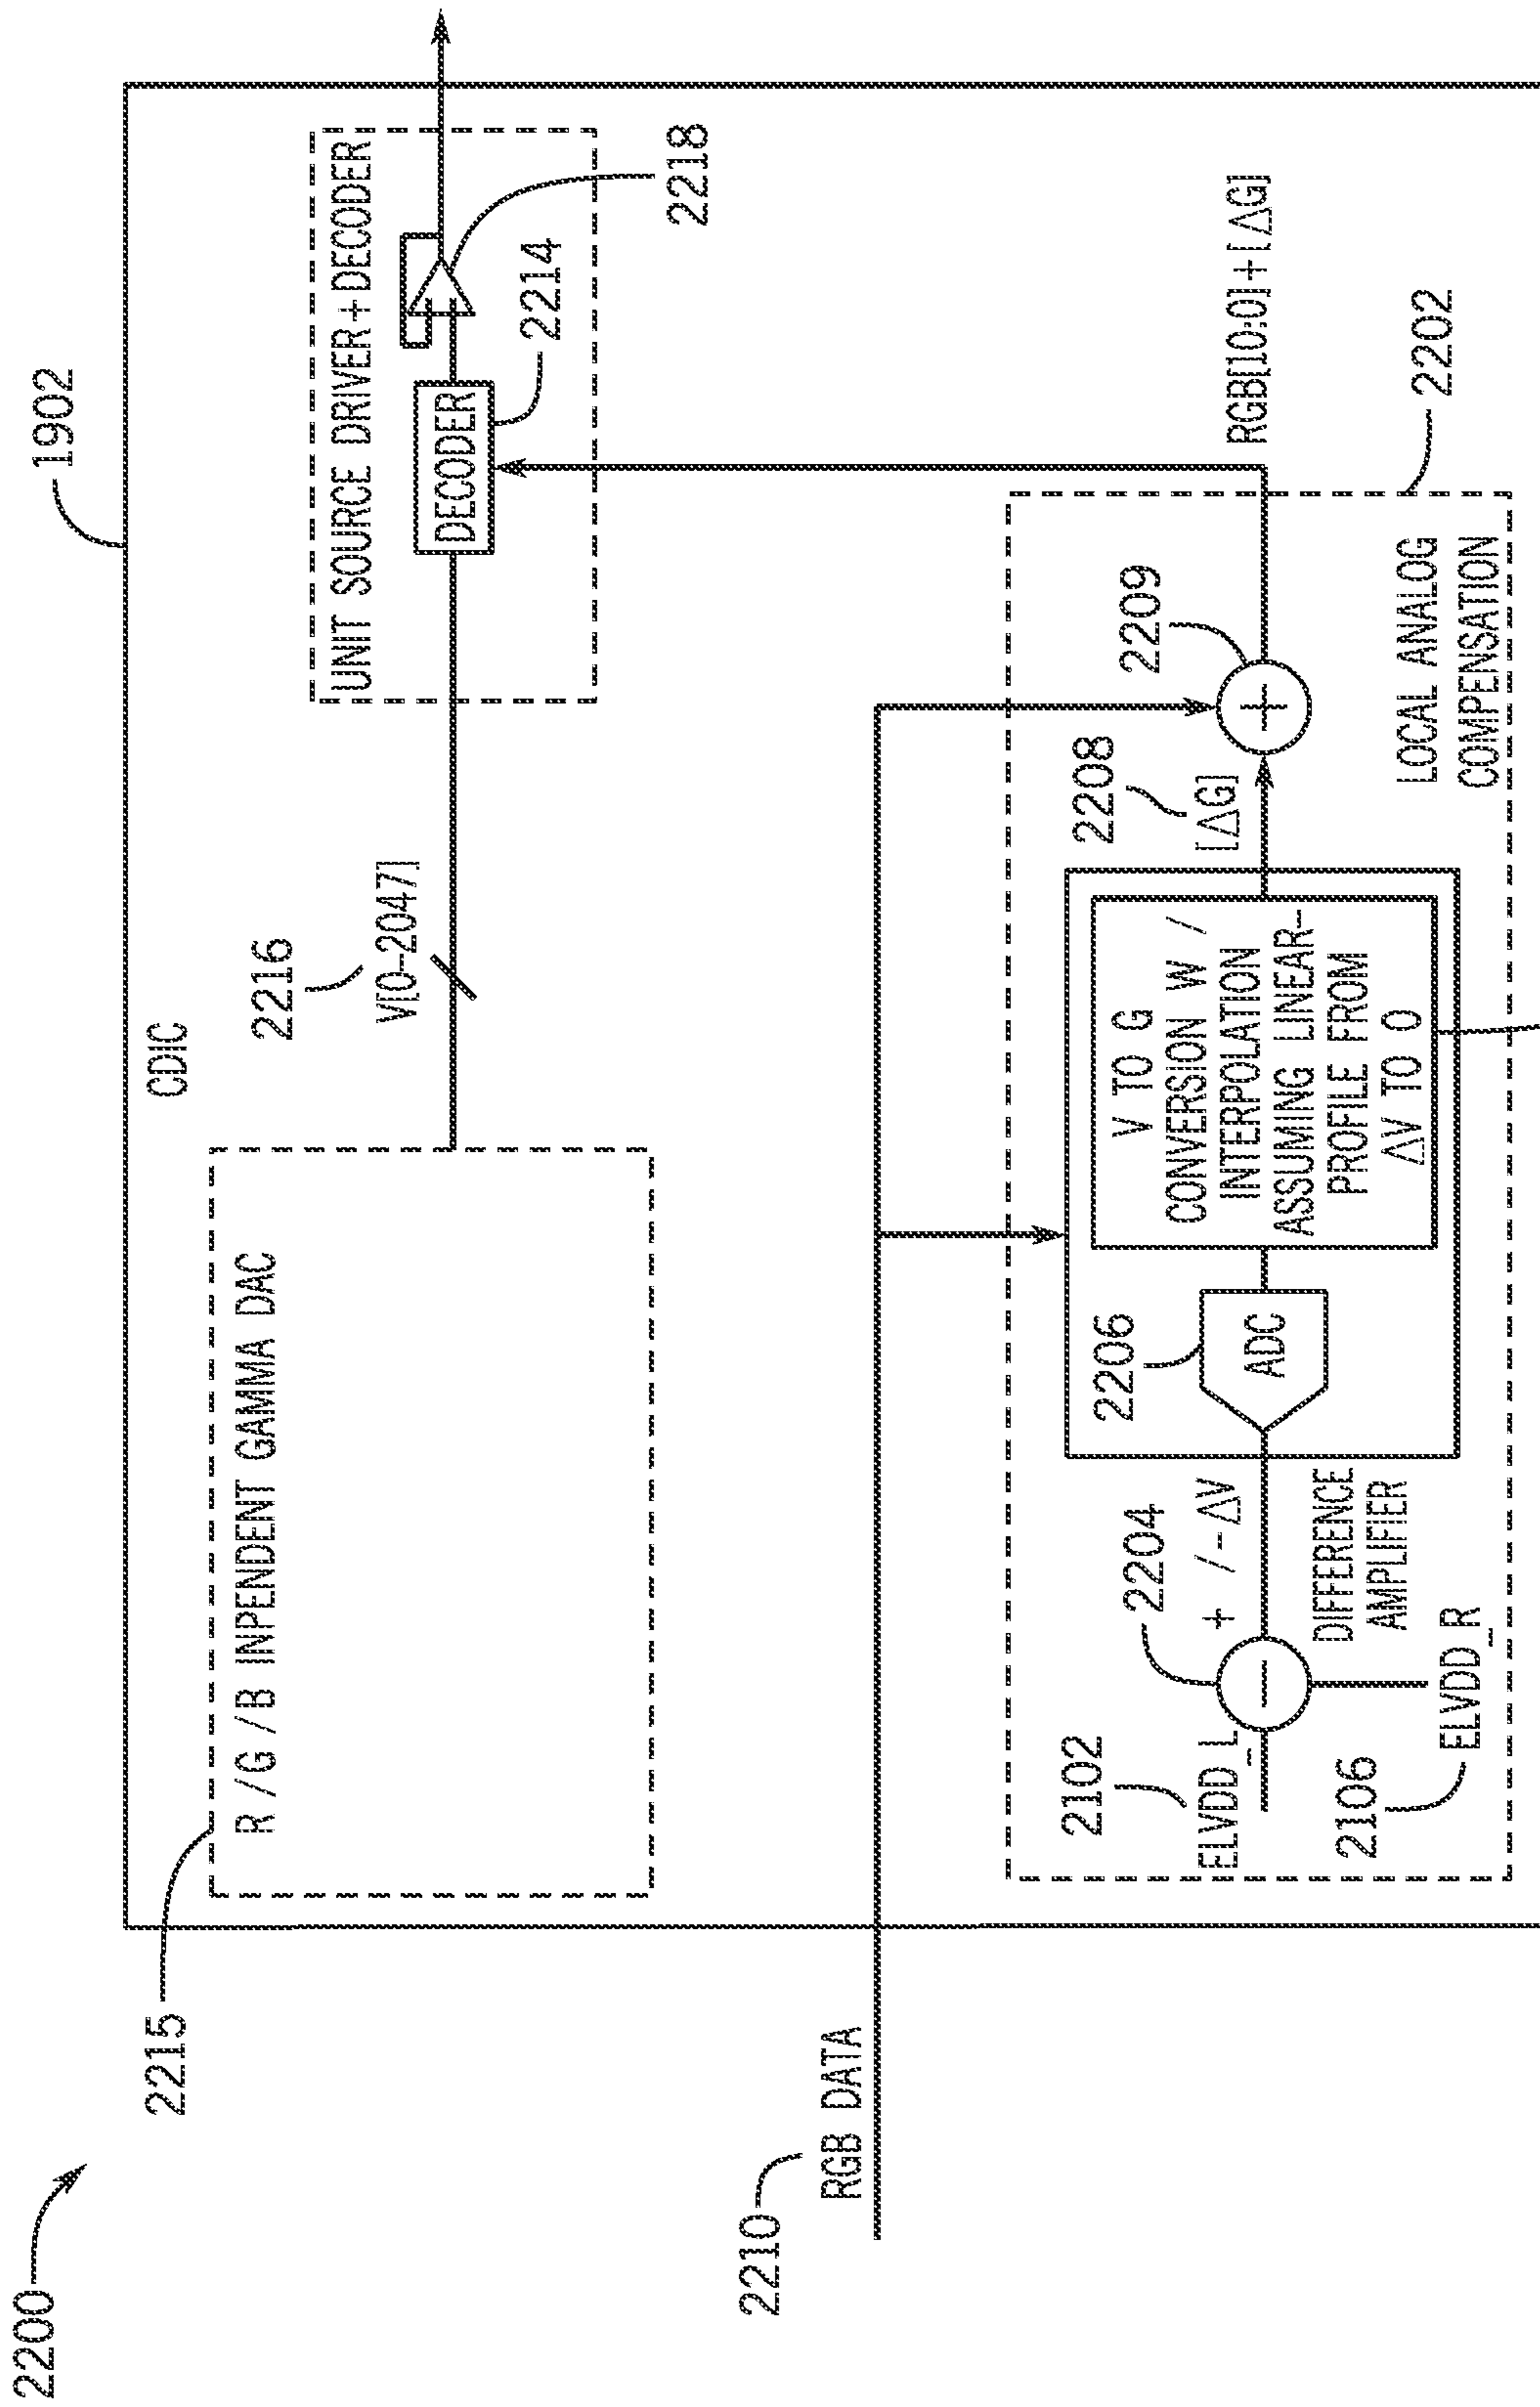 2200
1902
CDIC
2215
R / G / B INPENDENT GAMMA DAC
2216
V[0-2047]
UNIT SOURCE DRIVER+DECODER
DECODER
2214
2218
2210
RGB DATA
2102
ELVDD_L
2204
+ / - ΔV
DIFFERENCE
AMPLIFIER
2106
ELVDD_R
2206
ADC
V TO G
CONVERSION W /
INTERPOLATION
ASSUMING LINEAR-
PROFILE FROM
ΔV TO 0
2208
[ΔG]
2209
+
LOCAL ANALOG
COMPENSATION
2202
RGB[10:0]+[ΔG]